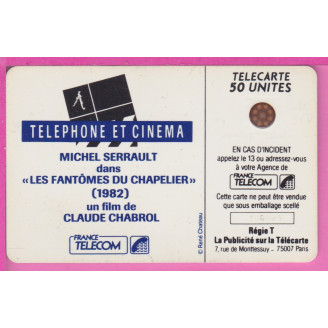 TELEPHONE ET CINEMA
MICHEL SERRAULT
dans
«LES FANTÔMES DU CHAPELIER»
(1982)
un film de
CLAUDE CHABROL
FRANCE
TELECOM
© René Chateau
TELECARTE
50 UNITES
EN CAS D'INCIDENT
appelez le 13 ou adressez-vous
à votre Agence de
FRANCE
TELECOM
Cette carte ne peut être vendue
que sous emballage scellé
Régie T
La Publicité sur la Télécarte
7, rue de Monttessuy - 75007 Paris